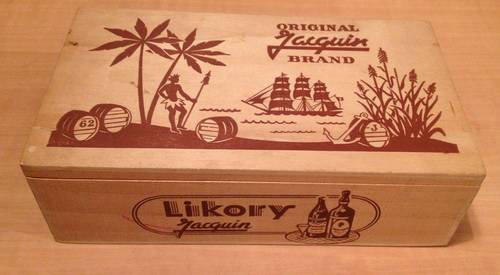 ORIGINAL
Jacquin
BRAND
62
3
Likory
Jacquin